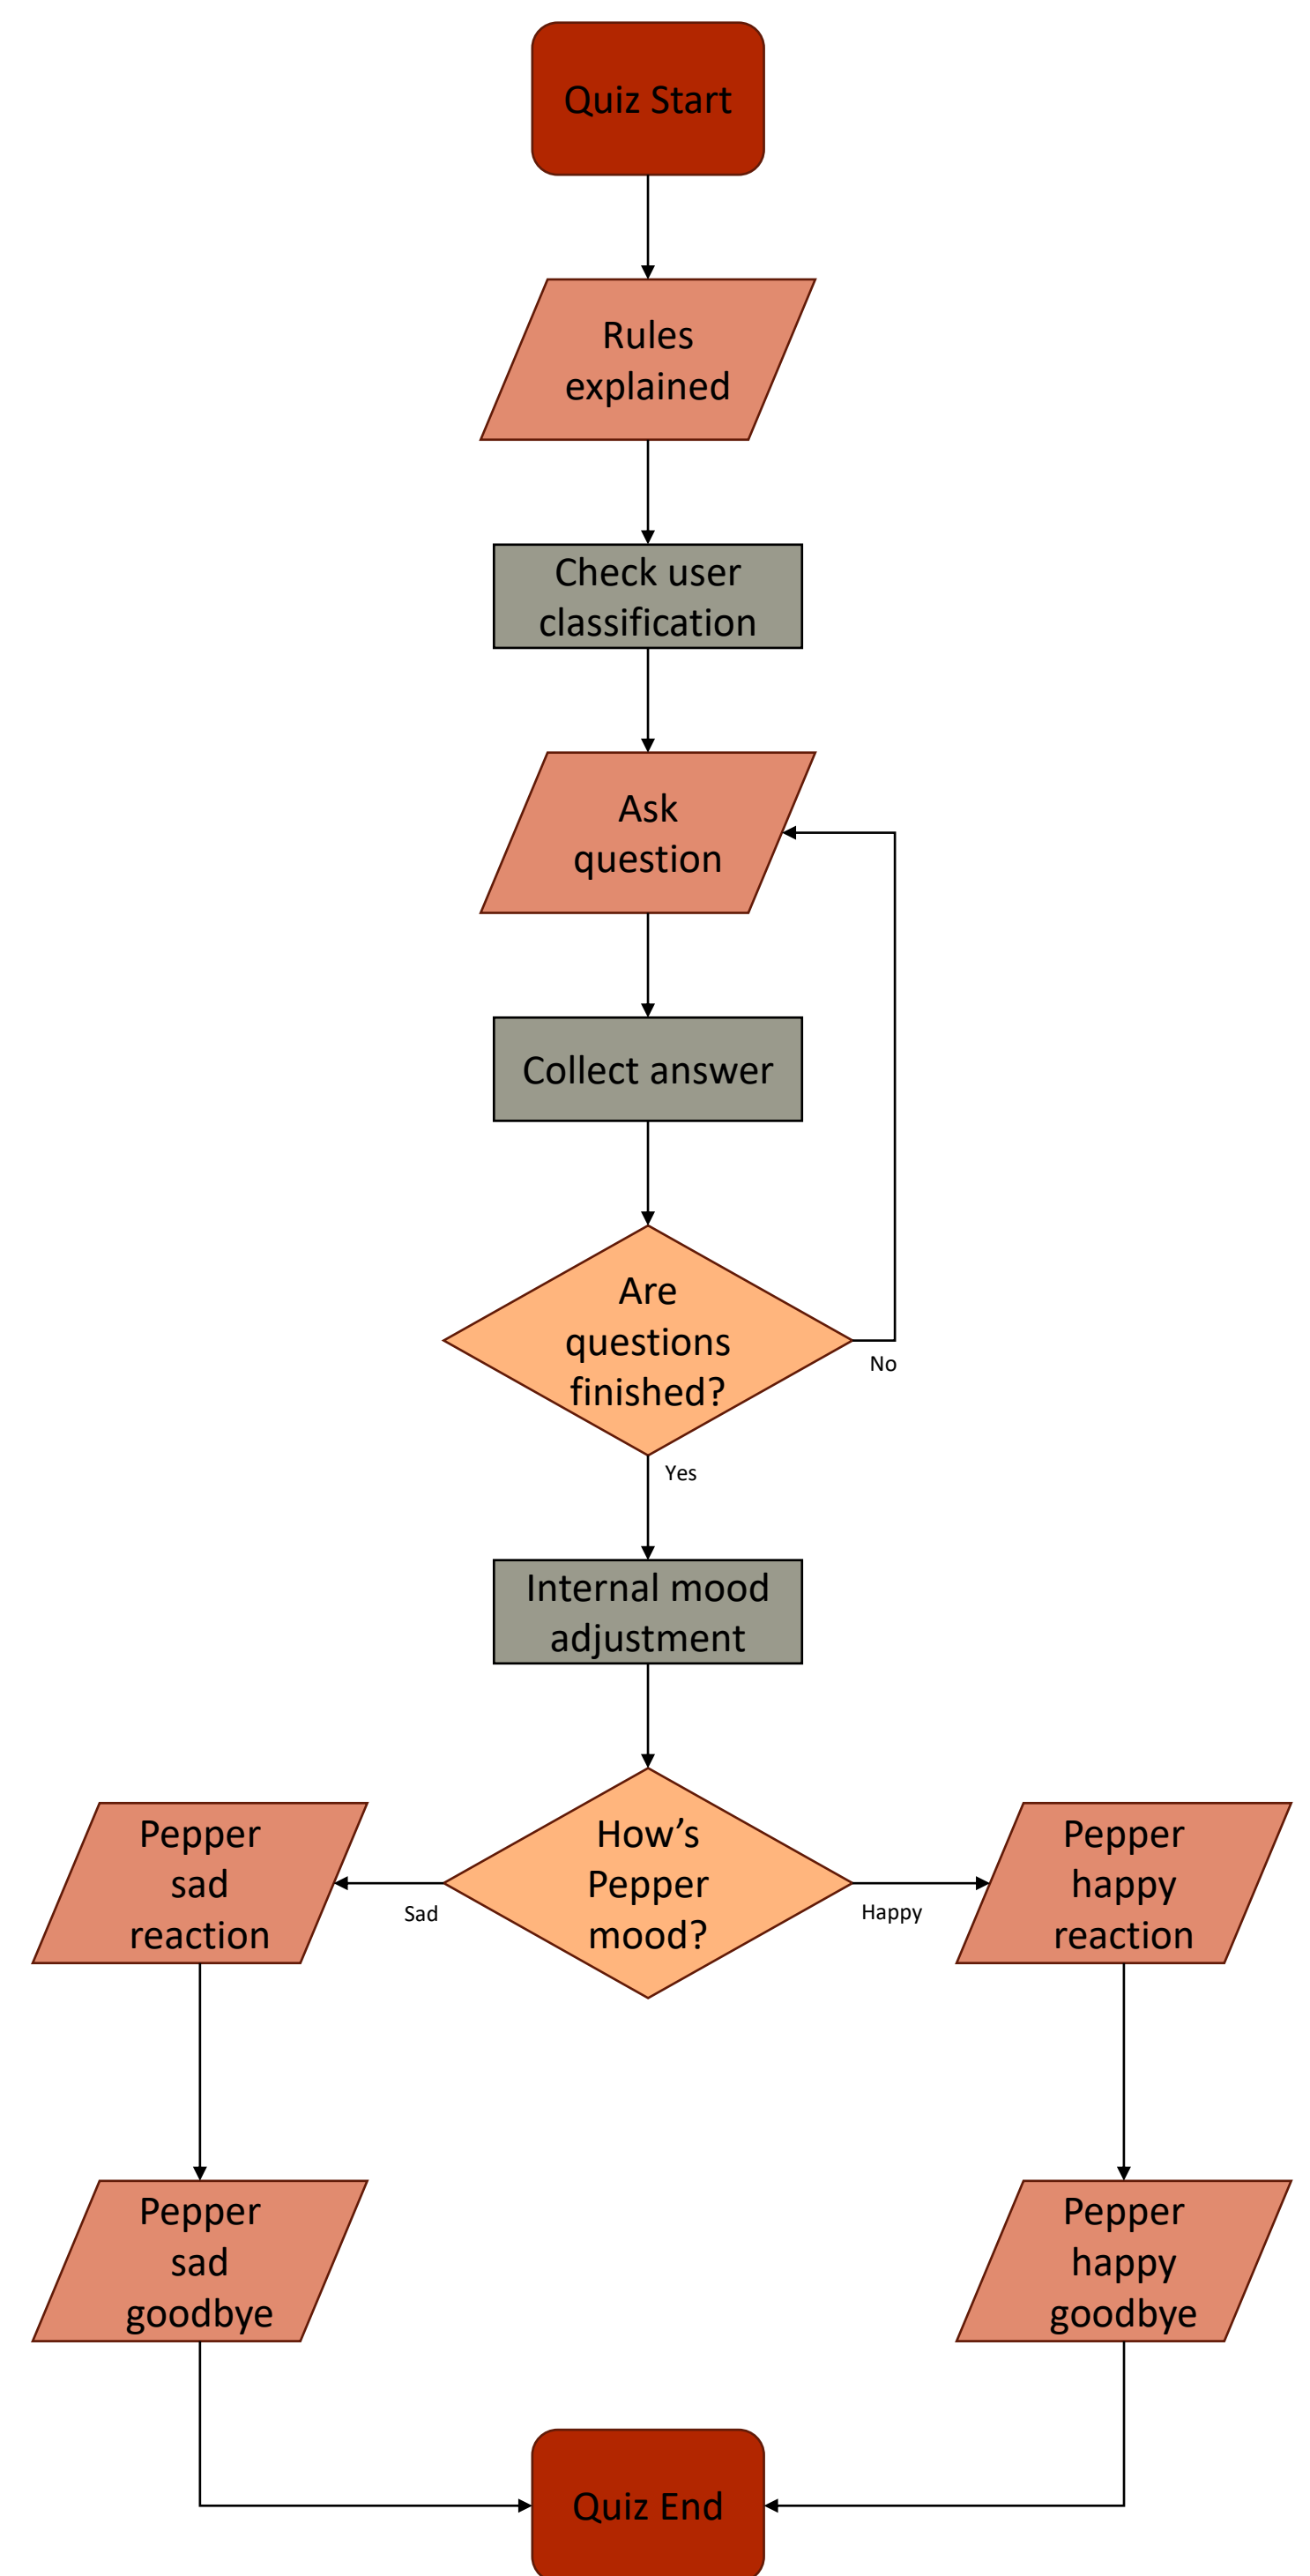 Quiz Start
Rules
explained
Check user
classification
Ask
question
Collect answer
Are
questions
finished?
No
Yes
Internal mood
adjustment
How's
Pepper
mood?
Sad
Happy
Pepper
sad
reaction
Pepper
happy
reaction
Pepper
sad
goodbye
Pepper
happy
goodbye
Quiz End